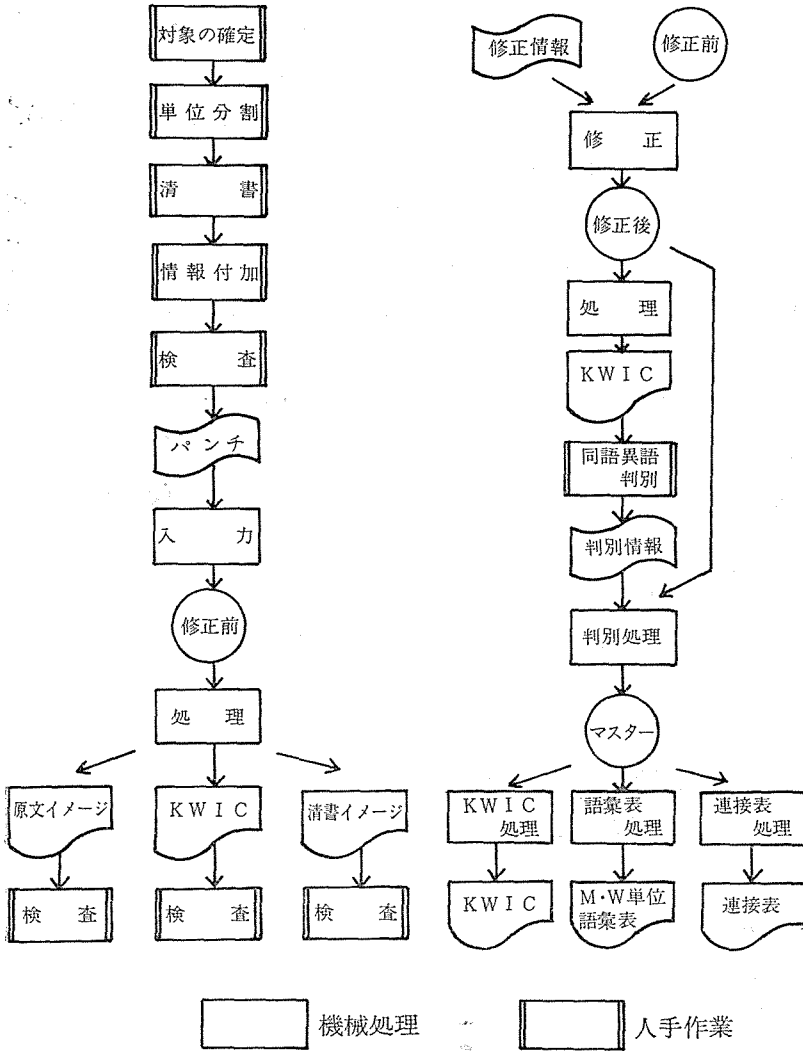 対象の確定
単位分割
清書
情報付加
検査
パンチ
入力
修正前
処理
原文イメージ
KWIC
清書イメージ
検査
検査
検査
修正情報
修正前
修正
修正後
処理
KWIC
同語異語
判別
判別情報
判別処理
マスター
KWIC
処理
語彙表
処理
連接表
処理
KWIC
M・W単位
語彙表
連接表
機械処理
人手作業